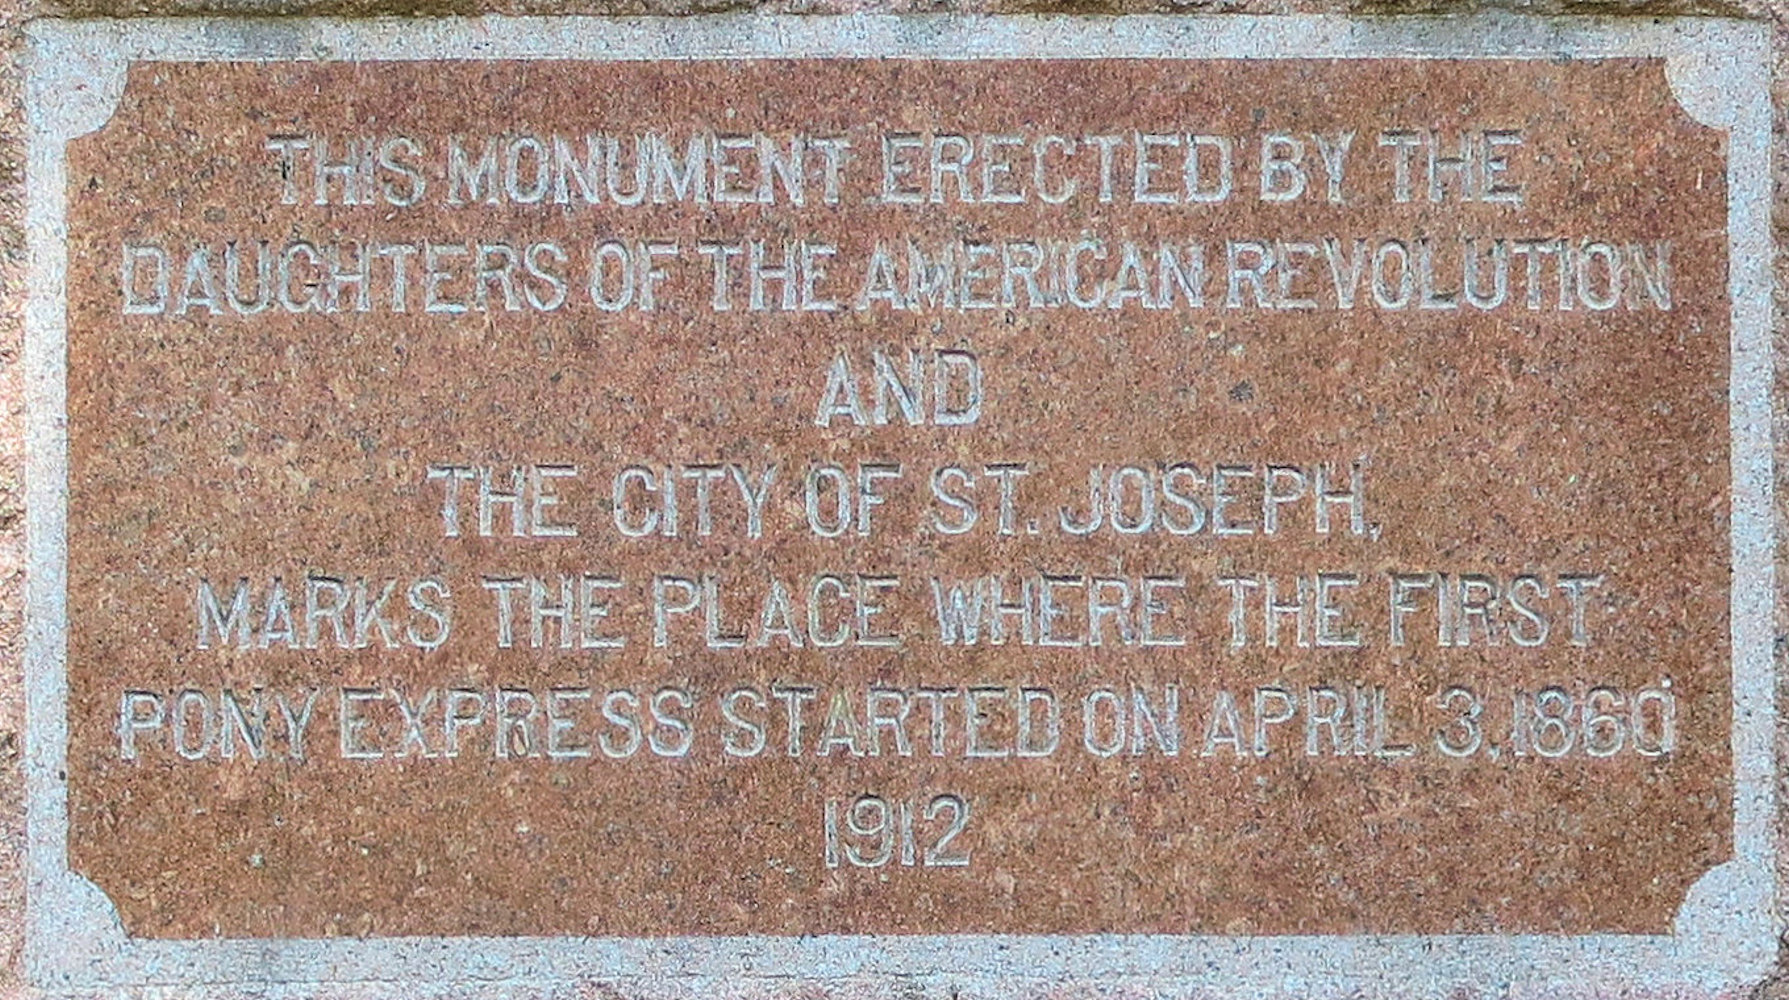 THIS MONUMENT ERECTED BY THE
DAUGHTERS OF THE AMERICAN REVOLUTION
AND
THE CITY OF ST. JOSEPH,
MARKS THE PLACE WHERE THE FIRST
PONY EXPRESS STARTED ON APRIL 3, 1860
1912